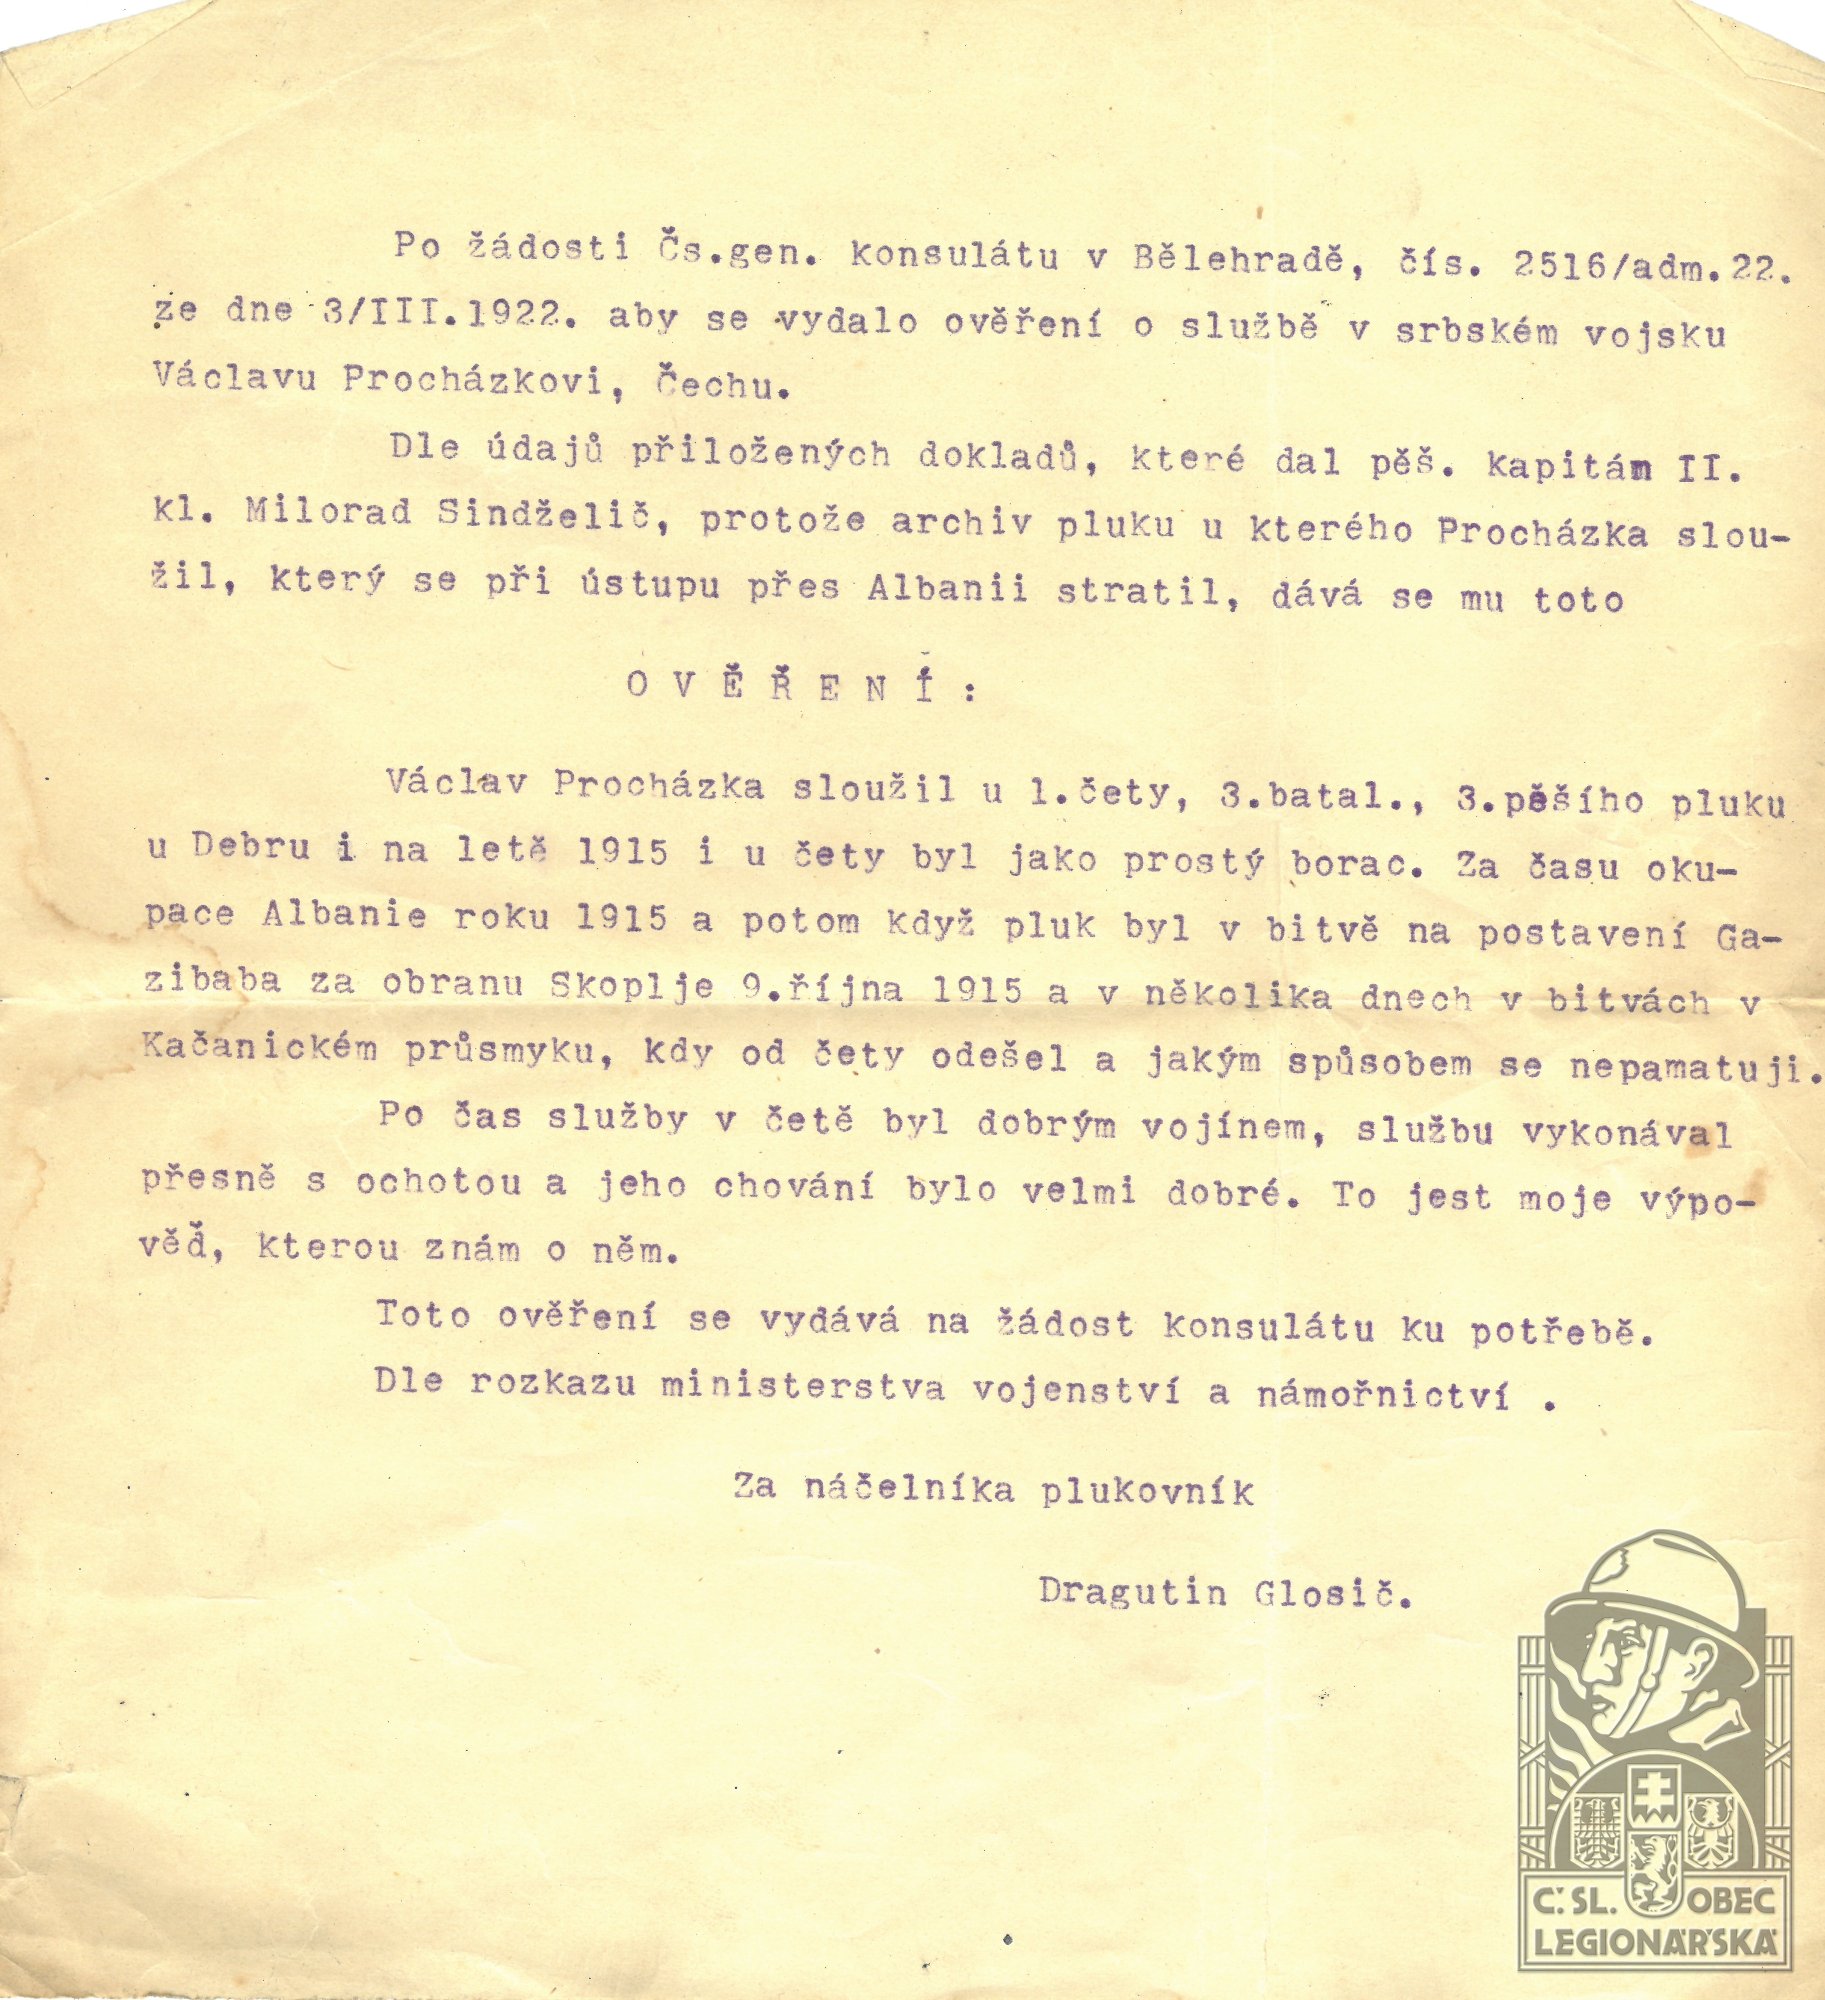 Po žádosti Čs.gen. konsulátu v Bělehradě, čís. 2516/adm.22.
ze dne 3/III.1922. aby se vydalo ověření o službě v srbském vojsku
Václavu Procházkovi, Čechu.
Dle údajů přiložených dokladů, které dal pěš. kapitán II.
kl. Milorad Sindželič, protože archiv pluku u kterého Procházka slou-
žil, který se při ústupu přes Albanii stratil, dává se mu toto
O V Ě Ř E N Í :
Václav Procházka sloužil u 1.čety, 3.batal., 3.pěšího pluku
u Debru i na letě 1915 i u čety byl jako prostý borac. Za času oku-
pace Albanie roku 1915 a potom když pluk byl v bitvě na postavení Ga-
zibaba za obranu Skoplje 9.října 1915 a v několika dnech v bitvách v
Kačanickém průsmyku, kdy od čety odešel a jakým spůsobem se nepamatuji.
Po čas služby v četě byl dobrým vojínem, službu vykonával
přesně s ochotou a jeho chování bylo velmi dobré. To jest moje výpo-
věď, kterou znám o něm.
Toto ověření se vydává na žádost konsulátu ku potřebě.
Dle rozkazu ministerstva vojenství a námořnictví .
Za náčelníka plukovník
Dragutin Glosič.
Č.SL. OBEC
LEGIONÁŘSKÁ